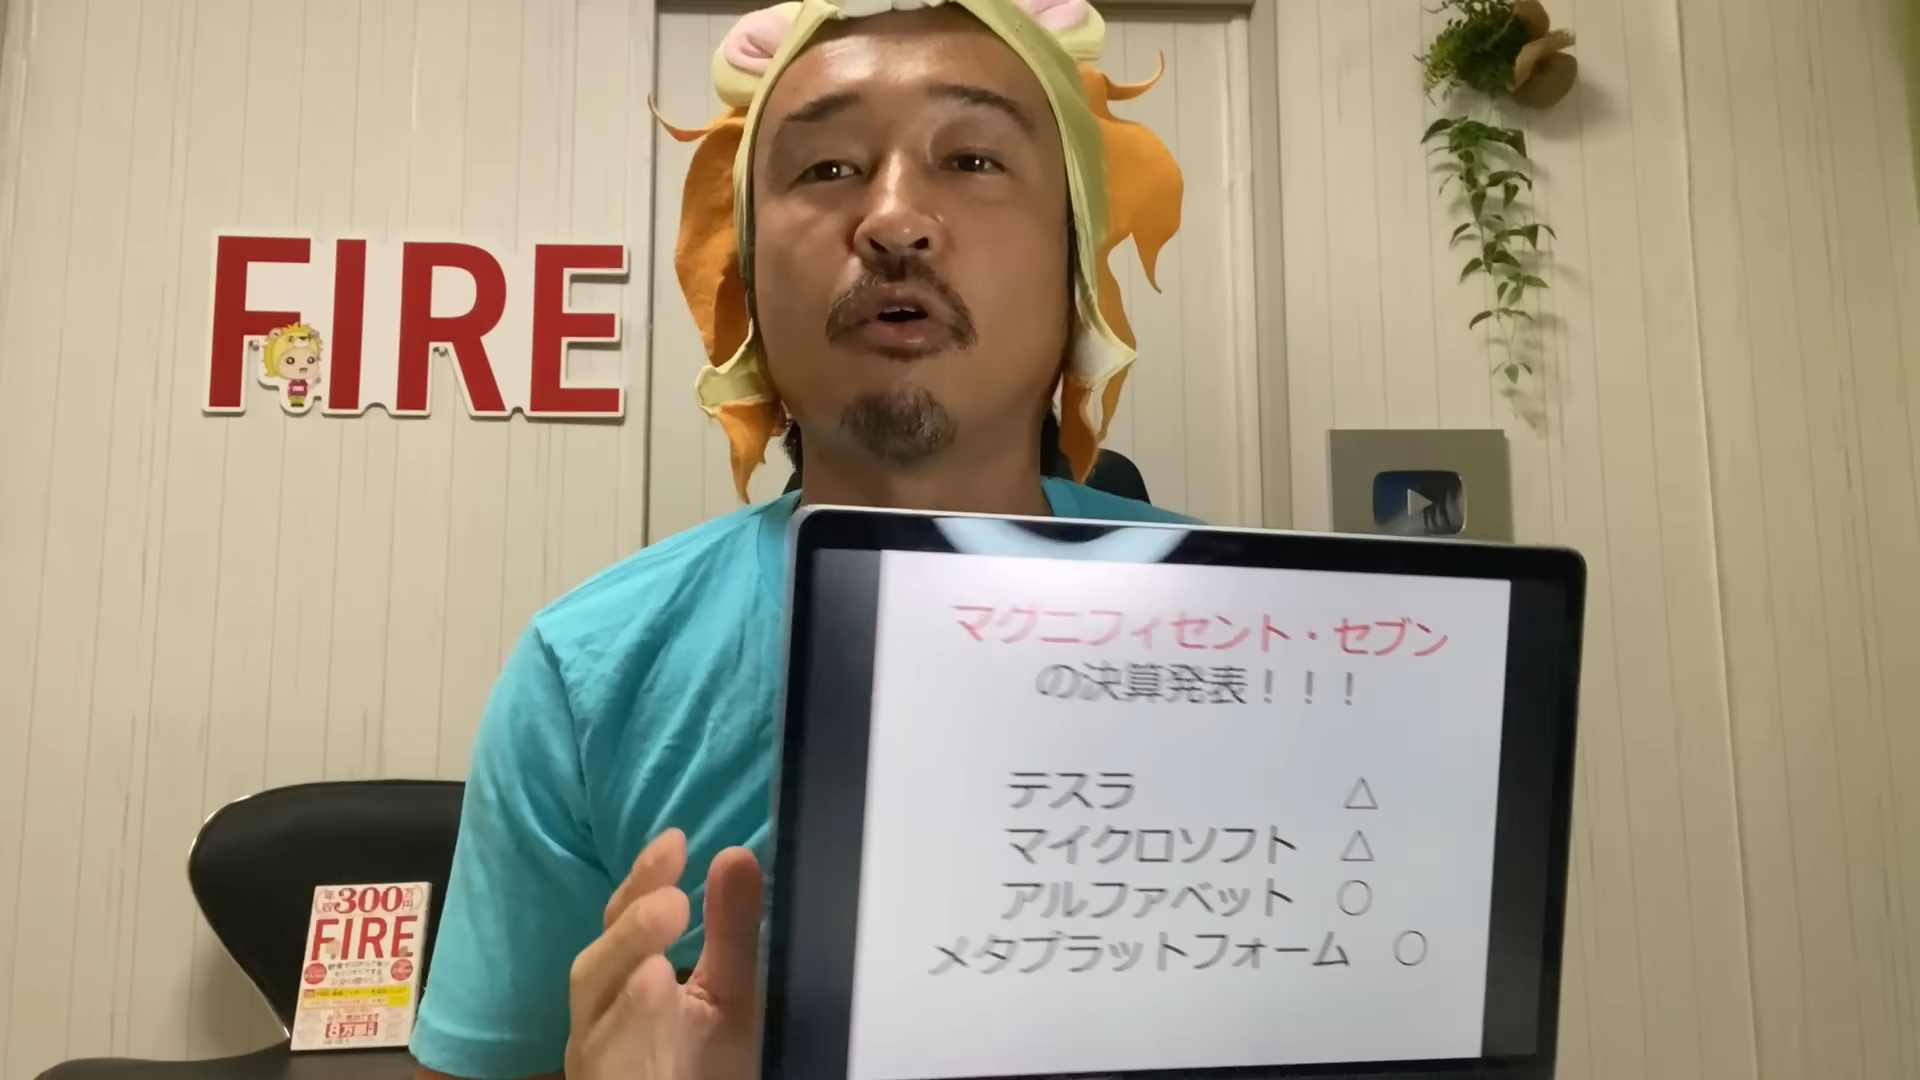 FIRE
マグニフィセント・セブン
の決算発表!!!
テスラ △
マイクロソフト △
アルファベット ○
メタプラットフォーム ○
年収300万円
FIRE